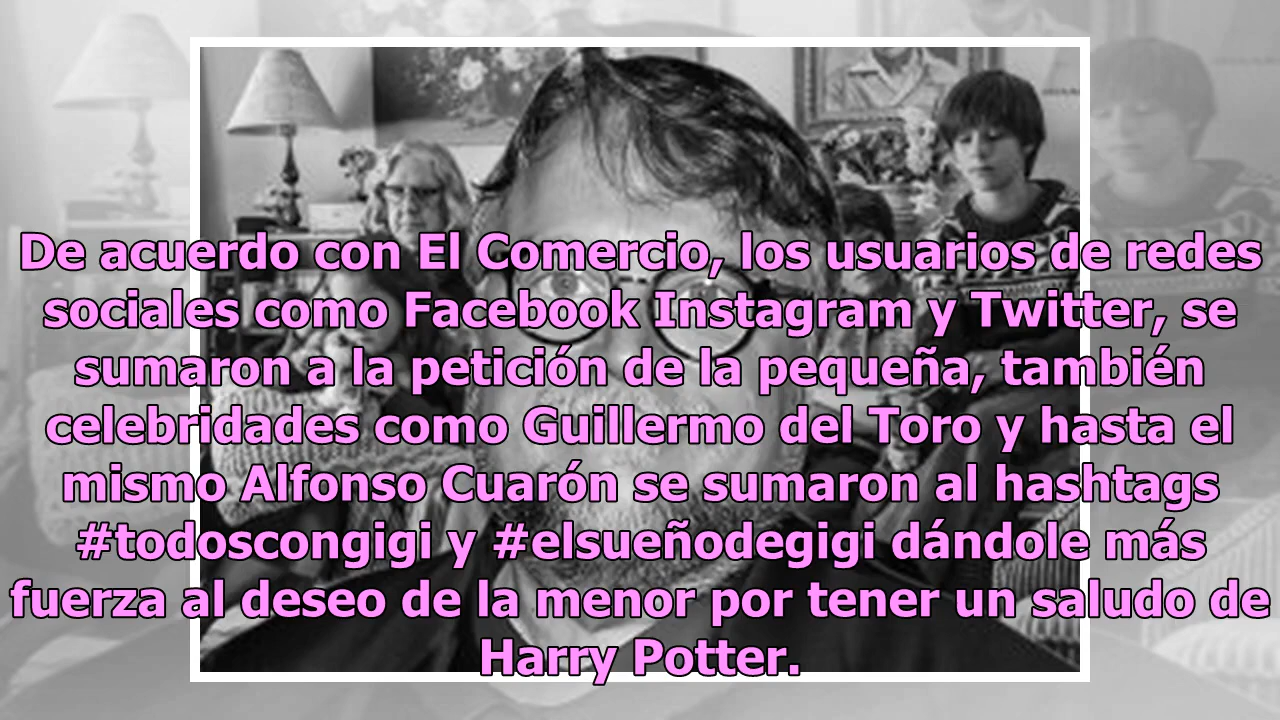 De acuerdo con El Comercio, los usuarios de redes
sociales como Facebook Instagram y Twitter, se
sumaron a la petición de la pequeña, también
celebridades como Guillermo del Toro y hasta el
mismo Alfonso Cuarón se sumaron al hashtags
#todoscongigi y #elsueñodegigi dándole más
fuerza al deseo de la menor por tener un saludo de
Harry Potter.